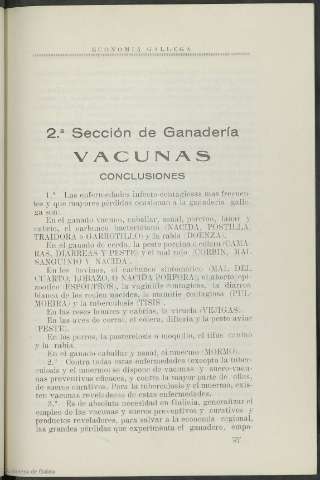 ECONOMÍA GALLEGA
2.ª Sección de Ganadería
VACUNAS
CONCLUSIONES
1.ª Las enfermedades infecto-contagiosas más frecuen-
tes y que mayores pérdidas ocasionan a la ganadería galle-
ga son:
En el ganado vacuno, caballar, asnal, porcino, lanar y
cabrío, el carbunco bacteridiano (NACIDA, POSTILLA,
TRAIDORA o GARROTILLO) y la rabia (DOENZA).
En el ganado de cerda, la peste porcina o cólera (CAMA-
RAS, DIARREAS Y PESTE) y el mal rojo (CORBIS, MAL
SANGUINIO Y NACIDA).
En los bovinos, el carbunco sintomático (MAL DEL
CUARTO, LOBAZO, O NACIDA PORFORA), el aborto epi-
zoótico (ESPOUTROS), la vaginitis contagiosa, la diarrea
blanca de los recién nacidos, la mamitis contagiosa (PUL-
MOEIRA) y la tuberculosis (TISIS).
En las reses lanares y cabrías, la viruela (VEXIGAS).
En las aves de corral, el cólera, difteria y la peste aviar
(PESTE).
En los perros, la pasterelosis o moquillo, el tifus canino
y la rabia.
En el ganado caballar y asnal, el muermo (MORMO).
2.ª Contra todas estas enfermedades (excepto la tuber-
culosis y el muermo) se dispone de vacunas y suero-vacu-
nas preventivas eficaces, y contra la mayor parte de ellas,
de sueros curativos. Para la tuberculosis y el muermo, exis-
ten vacunas reveladoras de estas enfermedades.
3.ª Es de absoluta necesidad en Galicia, generalizar el
empleo de las vacunas y sueros preventivos y curativos y
productos reveladores, para salvar a la economía regional,
las grandes pérdidas que experimenta el ganadero, empo-
97
de Galicia